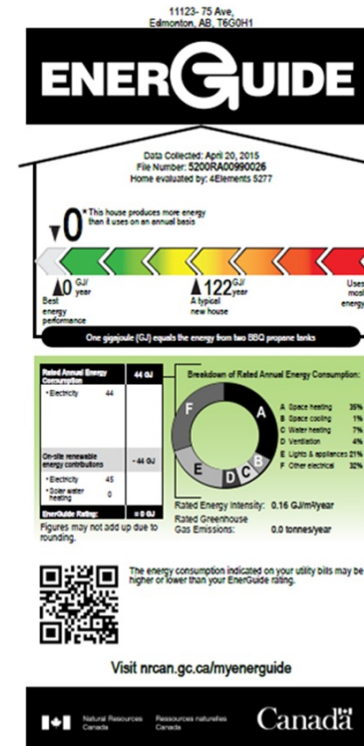 11123- 75 Ave,
Edmonton, AB, T6G0H1
ENERGUIDE
Data Collected: April 20, 2015
File Number: 5200RA00990026
Home evaluated by: 4Elements 5277
0* This house produces more energy
than it uses on an annual basis
0 GJ/
year
Best
energy
performance
122 GJ/
year
A typical
new house
Uses
most
energy
One gigajoule (GJ) equals the energy from two BBQ propane tanks
Rated Annual Energy
Consumption 44 GJ
• Electricity 44
On-site renewable
energy contributions - 44 GJ
• Electricity 45
• Solar water
heating 0
EnerGuide Rating: = 0 GJ
Figures may not add up due to
rounding.
Breakdown of Rated Annual Energy Consumption:
A
B
C
D
E
F
A Space heating 35%
B Space cooling 1%
C Water heating 7%
D Ventilation 4%
E Lights & appliances 21%
F Other electrical 32%
Rated Energy Intensity: 0.16 GJ/m²/year
Rated Greenhouse
Gas Emissions: 0.0 tonnes/year
The energy consumption indicated on your utility bills may be
higher or lower than your EnerGuide rating.
Visit nrcan.gc.ca/myenerguide
Natural Resources
Canada
Ressources naturelles
Canada
Canada